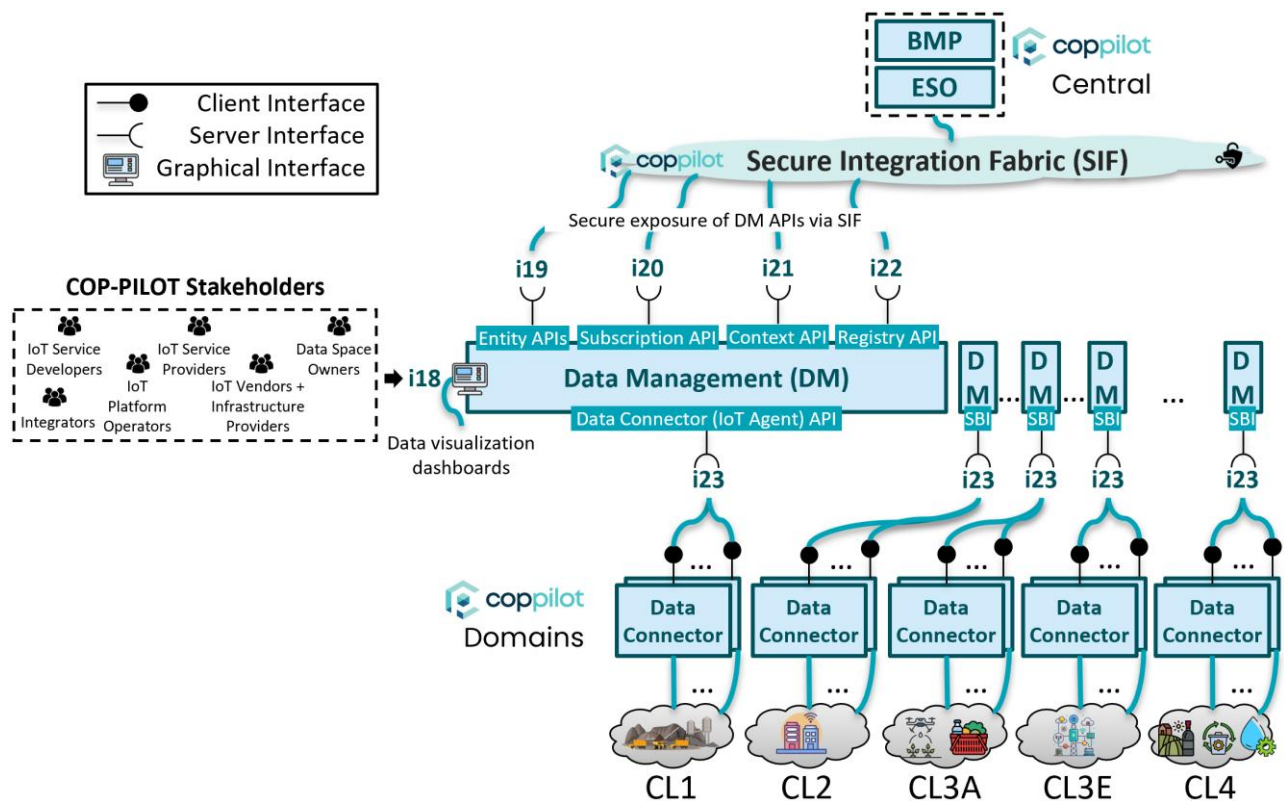 BMP
ESO
coppilot
Central
Client Interface
Server Interface
Graphical Interface
coppilot
Secure Integration Fabric (SIF)
Secure exposure of DM APIs via SIF
i19
i20
i21
i22
COP-PILOT Stakeholders
IoT Service
Developers
IoT Service
Providers
Data Space
Owners
Integrators
IoT
Platform
Operators
IoT Vendors +
Infrastructure
Providers
i18
Data visualization
dashboards
Entity APIs
Subscription API
Context API
Registry API
Data Management (DM)
Data Connector (IoT Agent) API
D
M
SBI
...
D
M
SBI
...
D
M
SBI
...
D
M
SBI
i23
i23
i23
i23
i23
...
...
...
...
...
coppilot
Domains
Data
Connector
Data
Connector
Data
Connector
Data
Connector
Data
Connector
...
...
...
...
...
CL1
CL2
CL3A
CL3E
CL4